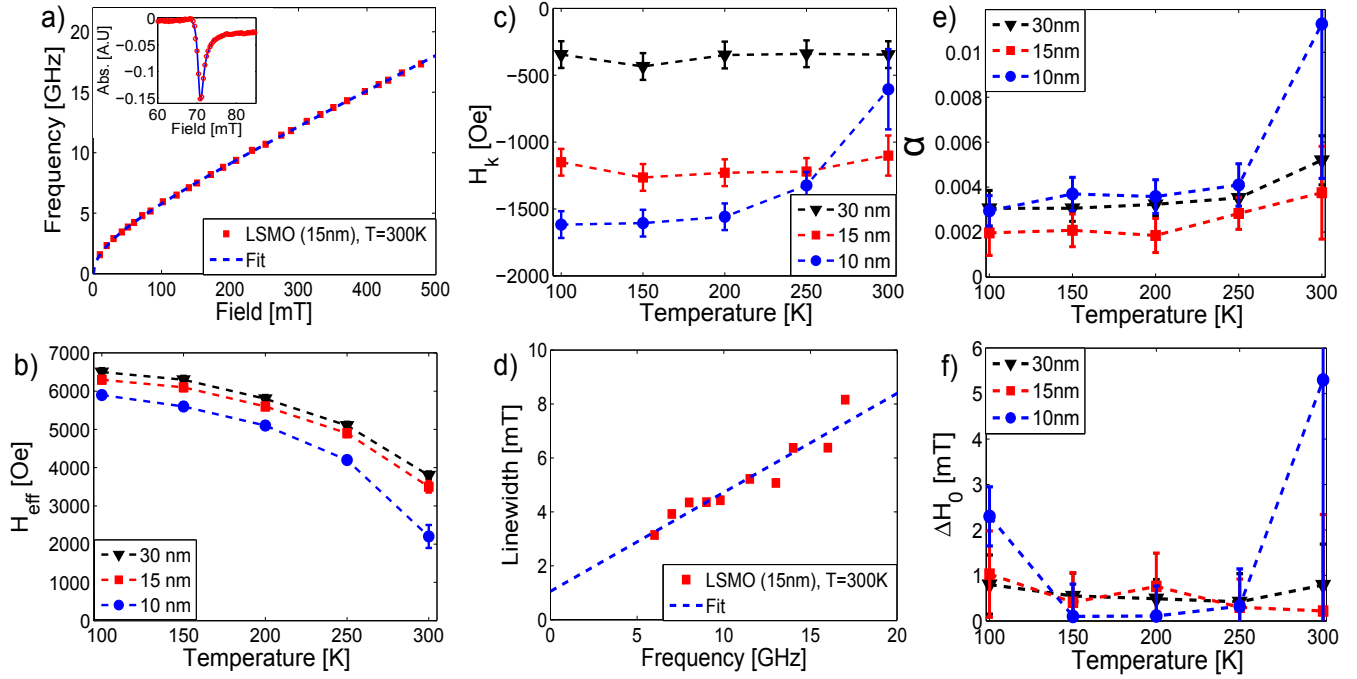 a)
Frequency [GHz]
20
15
10
5
0
0 100 200 300 400 500
Field [mT]
LSMO (15nm), T=300K
Fit
Abs. [A.U]
0
−0.05
−0.1
−0.15
60 70 80
Field [mT]
b)
H_eff [Oe]
7000
6000
5000
4000
3000
2000
1000
0
100 150 200 250 300
Temperature [K]
30 nm
15 nm
10 nm
c)
H_k [Oe]
0
−500
−1000
−1500
−2000
100 150 200 250 300
Temperature [K]
30 nm
15 nm
10 nm
d)
Linewidth [mT]
10
8
6
4
2
0
0 5 10 15 20
Frequency [GHz]
LSMO (15nm), T=300K
Fit
e)
α
0.01
0.008
0.006
0.004
0.002
0
100 150 200 250 300
Temperature [K]
30nm
15nm
10nm
f)
ΔH_0 [mT]
6
5
4
3
2
1
0
100 150 200 250 300
Temperature [K]
30nm
15nm
10nm